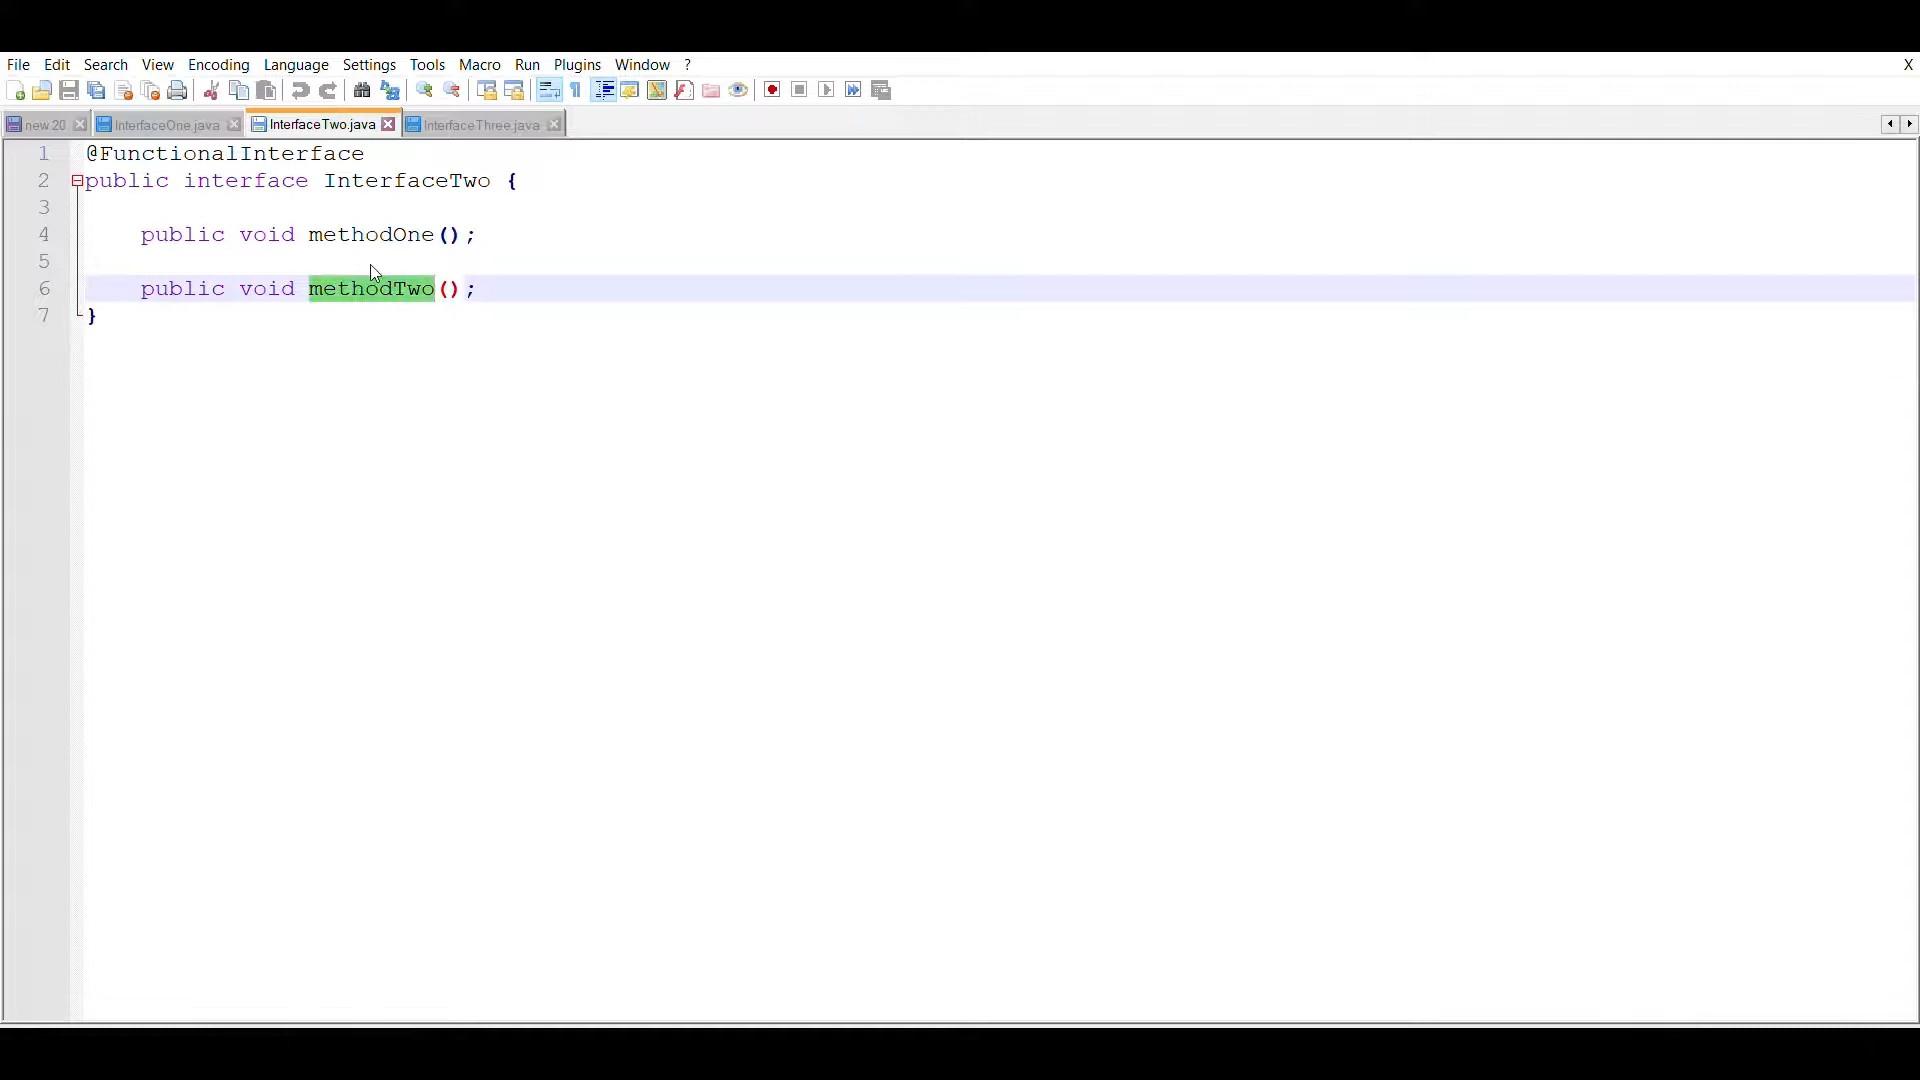 File Edit Search View Encoding Language Settings Tools Macro Run Plugins Window ? X
new 20 InterfaceOne.java InterfaceTwo.java InterfaceThree.java
1 @FunctionalInterface
2 public interface InterfaceTwo {
3
4 public void methodOne();
5
6 public void methodTwo();
7 }